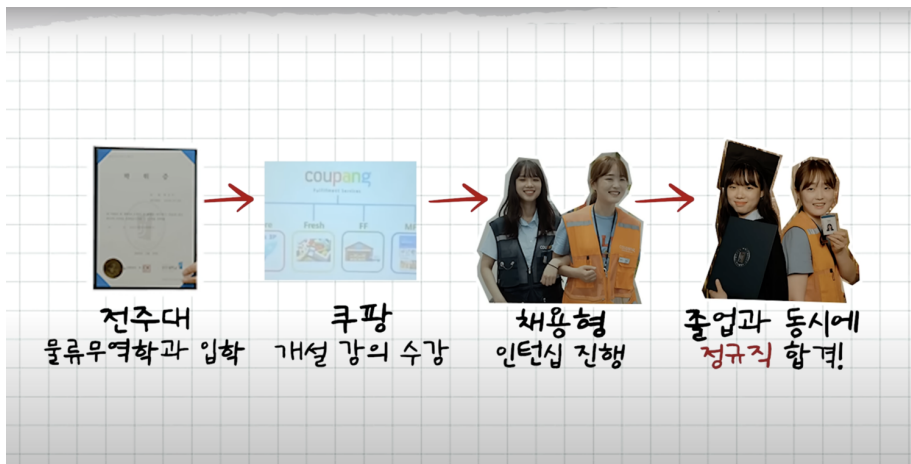 coupang
Fresh
FF
전주대
물류무역학과 입학
쿠팡
개설 강의 수강
채용형
인턴십 진행
졸업과 동시에
정규직 합격!